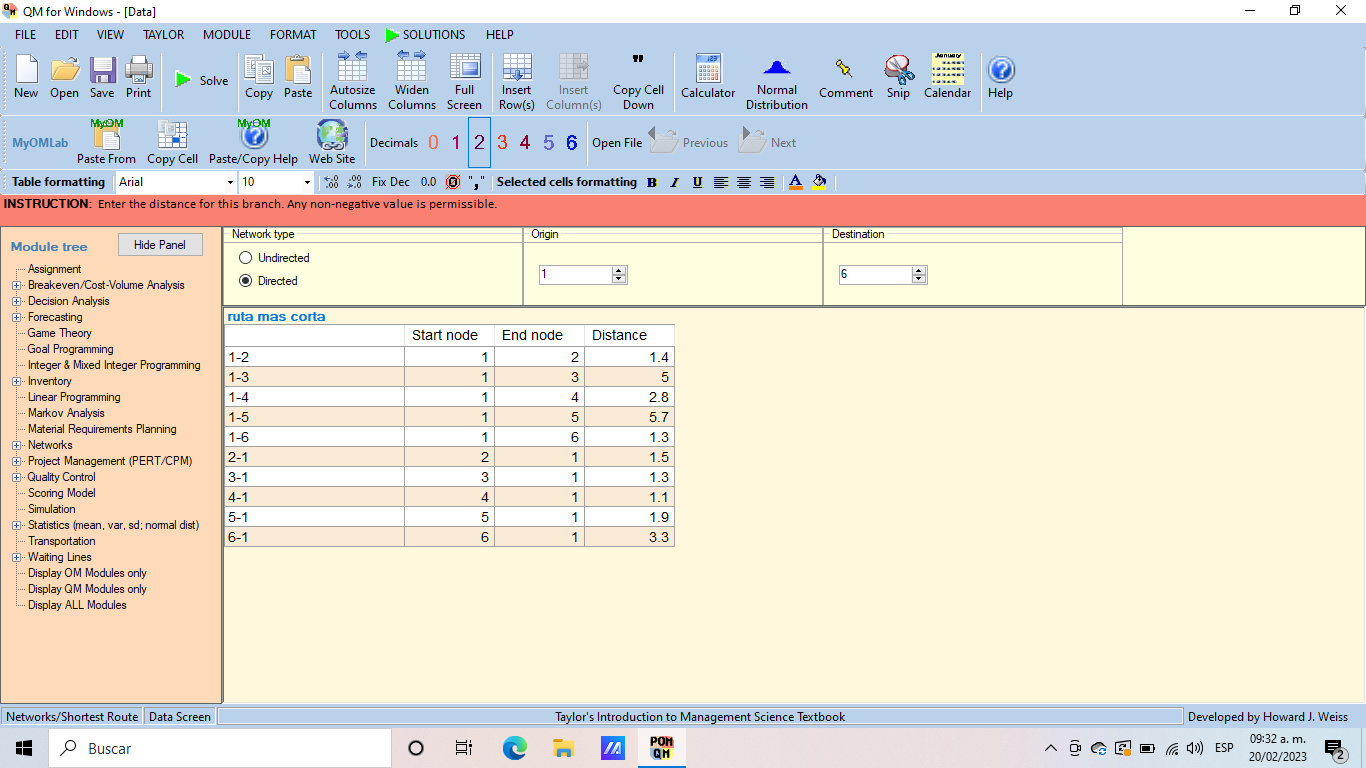 QM for Windows - [Data]
FILE EDIT VIEW TAYLOR MODULE FORMAT TOOLS SOLUTIONS HELP
New Open Save Print Solve Copy Paste Autosize Columns Widen Columns Full Screen Insert Row(s) Insert Column(s) Copy Cell Down Calculator Normal Distribution Comment Snip Calendar Help
MyOMLab Paste From Copy Cell Paste/Copy Help Web Site Decimals 0 1 2 3 4 5 6 Open File Previous Next
Table formatting Arial 10 Fix Dec 0.0 "," Selected cells formatting B I U A
INSTRUCTION: Enter the distance for this branch. Any non-negative value is permissible.
Module tree Hide Panel
Assignment
Breakeven/Cost-Volume Analysis
Decision Analysis
Forecasting
Game Theory
Goal Programming
Integer & Mixed Integer Programming
Inventory
Linear Programming
Markov Analysis
Material Requirements Planning
Networks
Project Management (PERT/CPM)
Quality Control
Scoring Model
Simulation
Statistics (mean, var, sd; normal dist)
Transportation
Waiting Lines
Display OM Modules only
Display QM Modules only
Display ALL Modules
Network type
Undirected
Directed
Origin
1
Destination
6
ruta mas corta
Start node End node Distance
1-2 1 2 1.4
1-3 1 3 5
1-4 1 4 2.8
1-5 1 5 5.7
1-6 1 6 1.3
2-1 2 1 1.5
3-1 3 1 1.3
4-1 4 1 1.1
5-1 5 1 1.9
6-1 6 1 3.3
Networks/Shortest Route Data Screen Taylor's Introduction to Management Science Textbook Developed by Howard J. Weiss
Buscar
POM QM
ESP
09:32 a. m.
20/02/2023
2